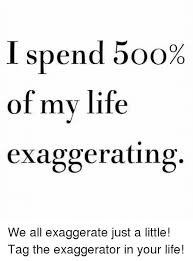 I spend 500%
of my life
exaggerating.
We all exaggerate just a little!
Tag the exaggerator in your life!